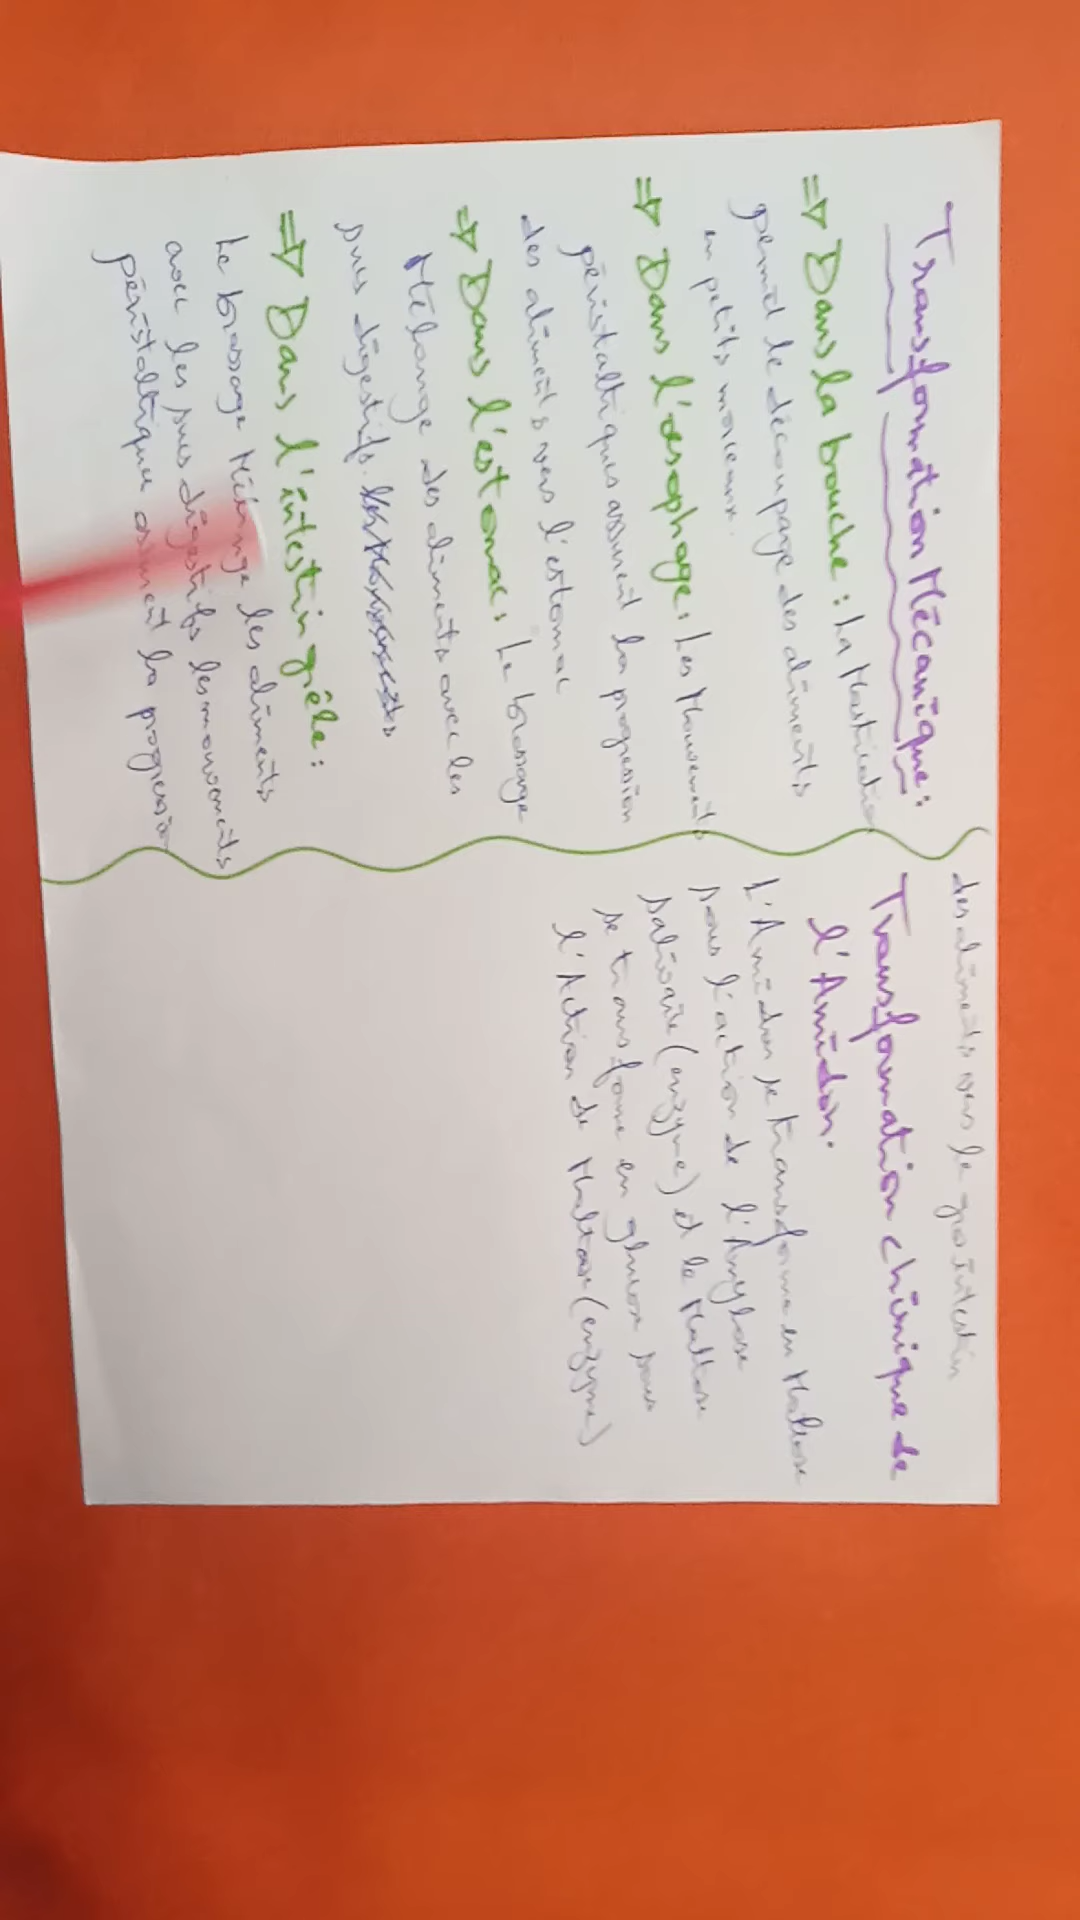 Transformation Mécanique:
⇒ Dans la bouche : La Mastication
permet le découpage des aliments
en petits morceaux.
⇒ Dans l'œsophage: Les Mouvements
péristaltiques assurent la progression
des aliments vers l'estomac
⇒ Dans l'estomac: Le brassage
Mélange des aliments avec les
sucs digestifs.
⇒ Dans l'intestin grêle:
Le brassage les aliments
avec les sucs digestifs les mouvements
péristaltique assurent la progression
des aliments vers le gros intestin
Transformation chimique de
l'Amidon.
L'Amidon se transforme en Maltose
sous l'action de l'Amylase
salivaire (enzyme) et le Maltose
se transforme en glucose sous
l'Action de Maltase (enzyme)